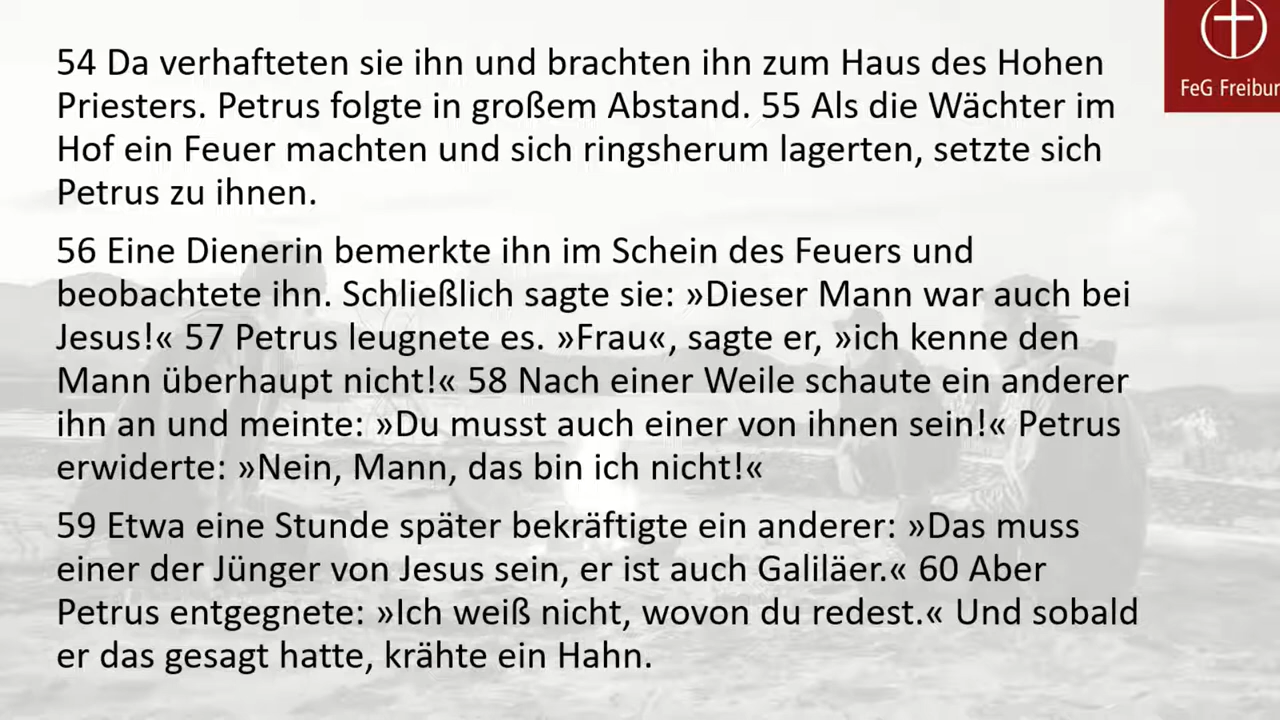 54 Da verhafteten sie ihn und brachten ihn zum Haus des Hohen
Priesters. Petrus folgte in großem Abstand. 55 Als die Wächter im
Hof ein Feuer machten und sich ringsherum lagerten, setzte sich
Petrus zu ihnen.
56 Eine Dienerin bemerkte ihn im Schein des Feuers und
beobachtete ihn. Schließlich sagte sie: »Dieser Mann war auch bei
Jesus!« 57 Petrus leugnete es. »Frau«, sagte er, »ich kenne den
Mann überhaupt nicht!« 58 Nach einer Weile schaute ein anderer
ihn an und meinte: »Du musst auch einer von ihnen sein!« Petrus
erwiderte: »Nein, Mann, das bin ich nicht!«
59 Etwa eine Stunde später bekräftigte ein anderer: »Das muss
einer der Jünger von Jesus sein, er ist auch Galiläer.« 60 Aber
Petrus entgegnete: »Ich weiß nicht, wovon du redest.« Und sobald
er das gesagt hatte, krähte ein Hahn.
FeG Freibur